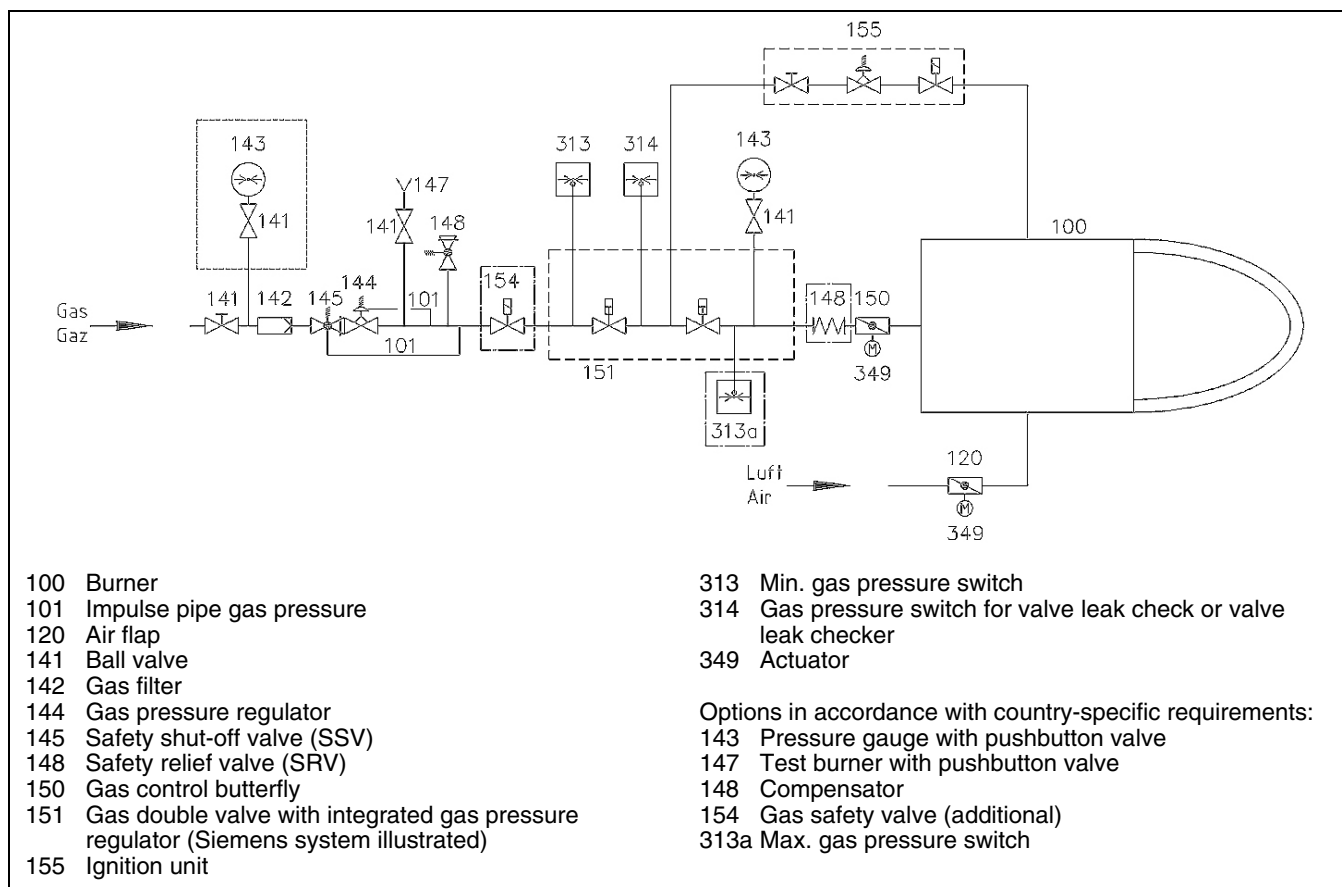 155
143
313
314
143
147
141
141
148
141
100
154
144
141
142
145
101
148
150
Gas
Gaz
101
151
349
313a
120
Luft
Air
349
M
M
100 Burner
101 Impulse pipe gas pressure
120 Air flap
141 Ball valve
142 Gas filter
144 Gas pressure regulator
145 Safety shut-off valve (SSV)
148 Safety relief valve (SRV)
150 Gas control butterfly
151 Gas double valve with integrated gas pressure
regulator (Siemens system illustrated)
155 Ignition unit
313 Min. gas pressure switch
314 Gas pressure switch for valve leak check or valve
leak checker
349 Actuator
Options in accordance with country-specific requirements:
143 Pressure gauge with pushbutton valve
147 Test burner with pushbutton valve
148 Compensator
154 Gas safety valve (additional)
313a Max. gas pressure switch